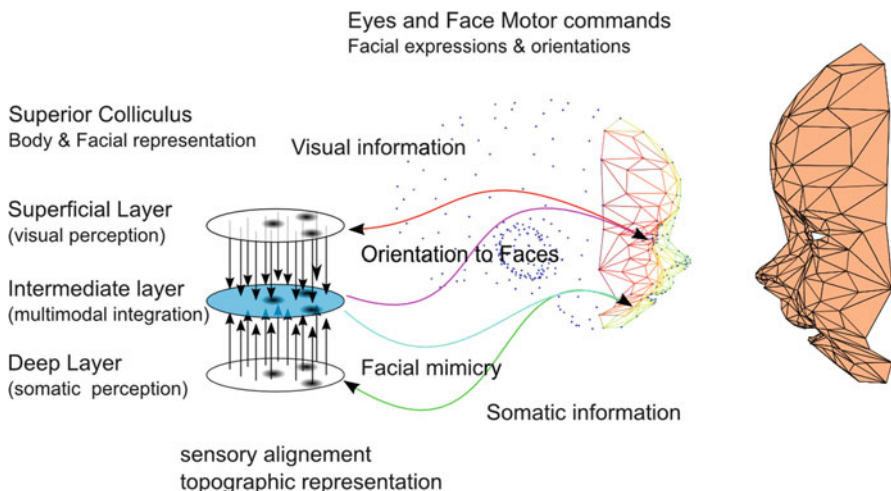 Eyes and Face Motor commands
Facial expressions & orientations
Superior Colliculus
Body & Facial representation
Visual information
Superficial Layer
(visual perception)
Orientation to Faces
Intermediate layer
(multimodal integration)
Deep Layer
(somatic perception)
Facial mimicry
Somatic information
sensory alignement
topographic representation